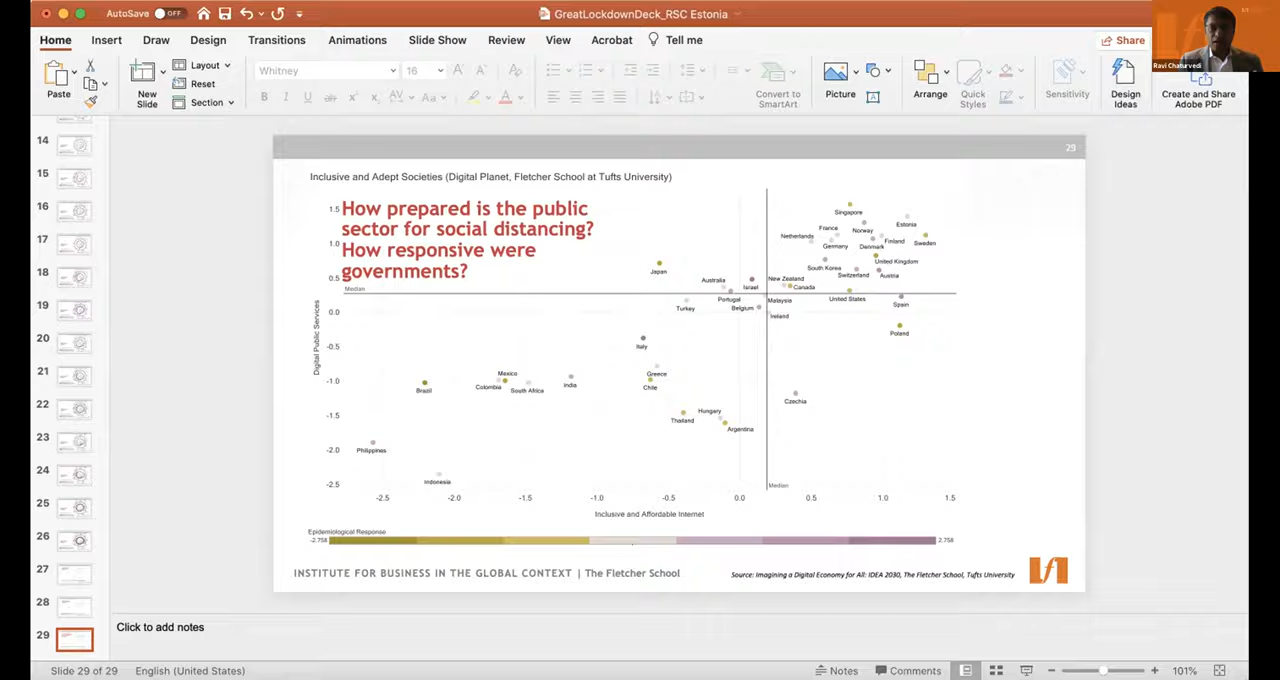 AutoSave OFF
GreatLockdownDeck_RSC Estonia
Home Insert Draw Design Transitions Animations Slide Show Review View Acrobat Tell me
Share
Ravi Chaturvedi
Paste
New Slide
Layout
Reset
Section
Whitney
16
Convert to SmartArt
Picture
Arrange
Quick Styles
Sensitivity
Design Ideas
Create and Share Adobe PDF
14
15
16
17
18
19
20
21
22
23
24
25
26
27
28
29
29
Inclusive and Adept Societies (Digital Planet, Fletcher School at Tufts University)
How prepared is the public
sector for social distancing?
How responsive were
governments?
Digital Public Services
1.5
1.0
0.5
0.0
-0.5
-1.0
-1.5
-2.0
-2.5
Median
Singapore
Estonia
France
Norway
Netherlands
Germany
Denmark
Finland
Sweden
United Kingdom
South Korea
Switzerland
Austria
Japan
Australia
Israel
New Zealand
Canada
Portugal
Malaysia
United States
Turkey
Belgium
Spain
Ireland
Poland
Italy
Greece
Mexico
Brazil
Colombia
South Africa
India
Chile
Czechia
Hungary
Thailand
Argentina
Philippines
Indonesia
Median
-2.5 -2.0 -1.5 -1.0 -0.5 0.0 0.5 1.0 1.5
Inclusive and Affordable Internet
Epidemiological Response
-2.758 2.758
INSTITUTE FOR BUSINESS IN THE GLOBAL CONTEXT | The Fletcher School
Source: Imagining a Digital Economy for All: IDEA 2030, The Fletcher School, Tufts University
Click to add notes
Slide 29 of 29
English (United States)
Notes
Comments
101%